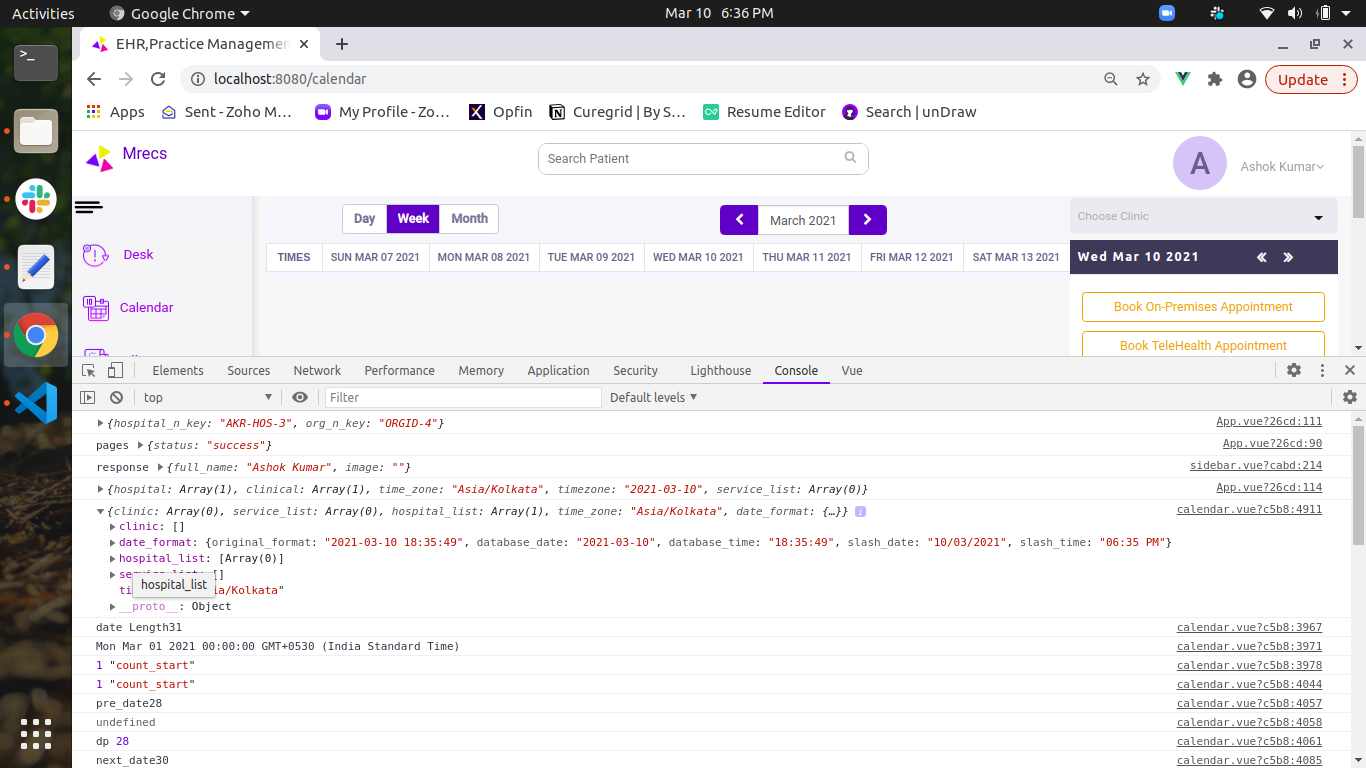 Activities Google Chrome Mar 10 6:36 PM
EHR,Practice Managemen
localhost:8080/calendar Update
Apps Sent - Zoho M... My Profile - Zo... Opfin Curegrid | By S... Resume Editor Search | unDraw
Mrecs Search Patient A Ashok Kumar
Day Week Month March 2021 Choose Clinic
TIMES SUN MAR 07 2021 MON MAR 08 2021 TUE MAR 09 2021 WED MAR 10 2021 THU MAR 11 2021 FRI MAR 12 2021 SAT MAR 13 2021 Wed Mar 10 2021
Desk
Calendar
Book On-Premises Appointment
Book TeleHealth Appointment
Elements Sources Network Performance Memory Application Security Lighthouse Console Vue
top Filter Default levels
{hospital_n_key: "AKR-HOS-3", org_n_key: "ORGID-4"} App.vue?26cd:111
pages {status: "success"} App.vue?26cd:90
response {full_name: "Ashok Kumar", image: ""} sidebar.vue?cabd:214
{hospital: Array(1), clinical: Array(1), time_zone: "Asia/Kolkata", timezone: "2021-03-10", service_list: Array(0)} App.vue?26cd:114
{clinic: Array(0), service_list: Array(0), hospital_list: Array(1), time_zone: "Asia/Kolkata", date_format: {…}} i calendar.vue?c5b8:4911
clinic: []
date_format: {original_format: "2021-03-10 18:35:49", database_date: "2021-03-10", database_time: "18:35:49", slash_date: "10/03/2021", slash_time: "06:35 PM"}
hospital_list: [Array(0)]
[]
hospital_list
ia/Kolkata"
__proto__: Object
date Length31 calendar.vue?c5b8:3967
Mon Mar 01 2021 00:00:00 GMT+0530 (India Standard Time) calendar.vue?c5b8:3971
1 "count_start" calendar.vue?c5b8:3978
1 "count_start" calendar.vue?c5b8:4044
pre_date28 calendar.vue?c5b8:4057
undefined calendar.vue?c5b8:4058
dp 28 calendar.vue?c5b8:4061
next_date30 calendar.vue?c5b8:4085